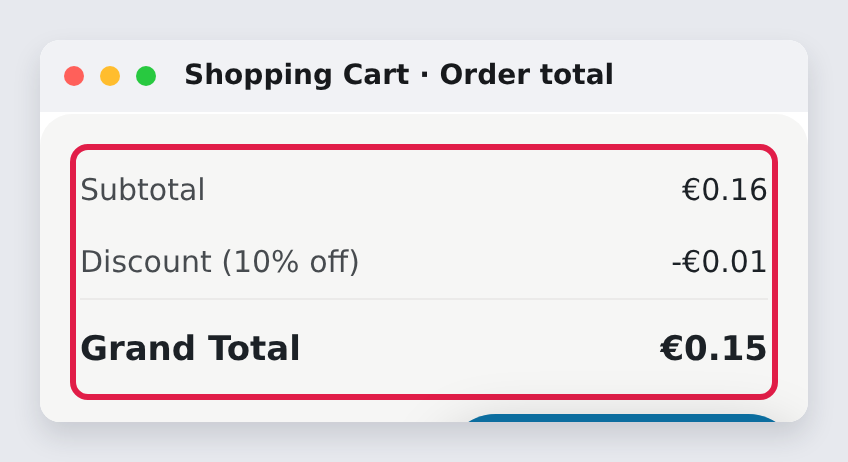 Shopping Cart · Order total
Subtotal €0.16
Discount (10% off) -€0.01
Grand Total €0.15